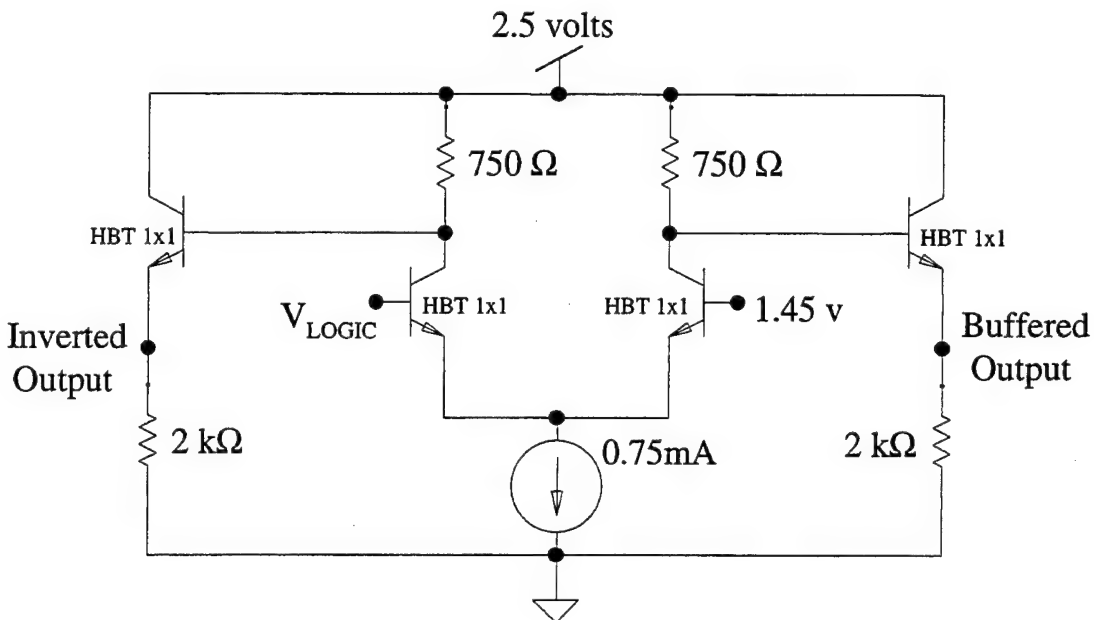 2.5 volts
750 Ω
750 Ω
HBT 1x1
HBT 1x1
V_LOGIC
HBT 1x1
HBT 1x1
1.45 v
Inverted
Output
Buffered
Output
2 kΩ
0.75mA
2 kΩ